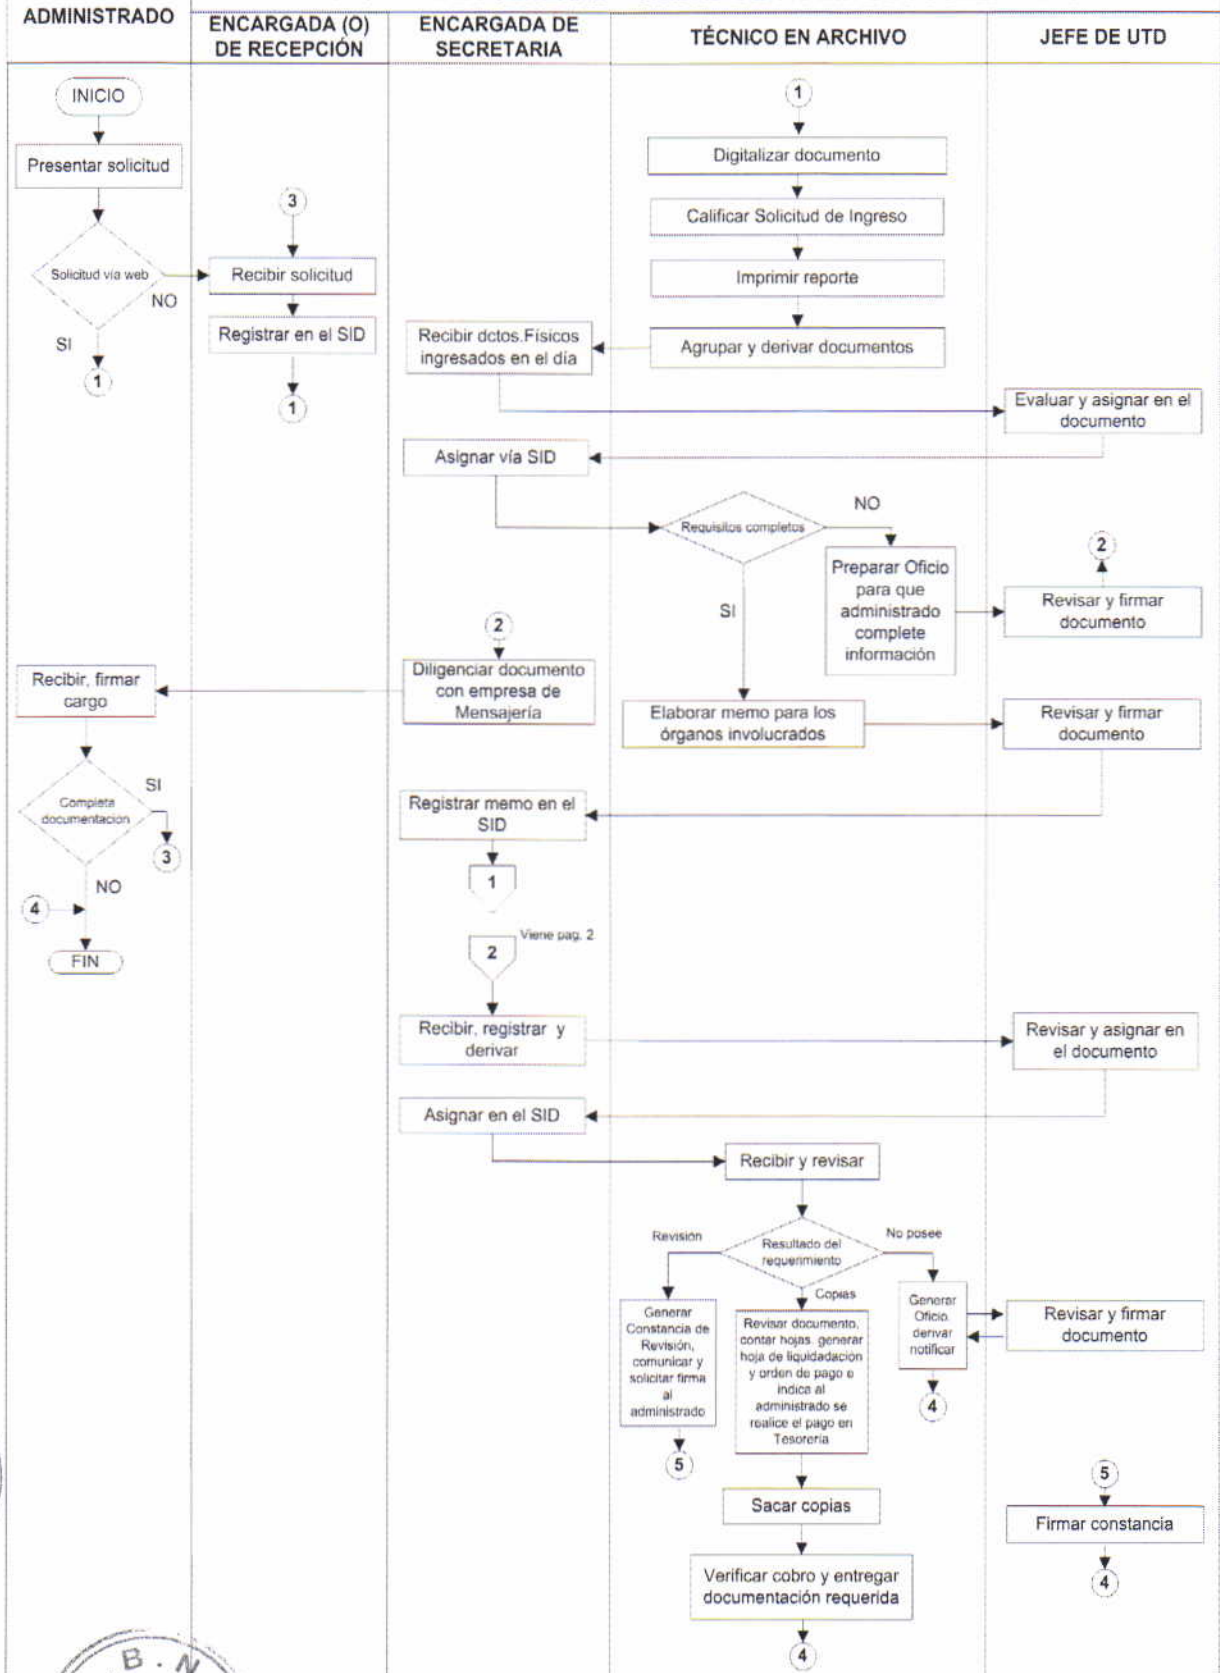 ADMINISTRADO
ENCARGADA (O)
DE RECEPCIÓN
ENCARGADA DE
SECRETARIA
TÉCNICO EN ARCHIVO
JEFE DE UTD
INICIO
Presentar solicitud
Solicitud vía web
NO
SI
1
3
Recibir solicitud
Registrar en el SID
1
1
Digitalizar documento
Calificar Solicitud de Ingreso
Imprimir reporte
Agrupar y derivar documentos
Recibir dctos.Físicos
ingresados en el día
Evaluar y asignar en el
documento
Asignar vía SID
Requisitos completos
NO
SI
Preparar Oficio
para que
administrado
complete
información
2
Revisar y firmar
documento
2
Diligenciar documento
con empresa de
Mensajería
Recibir, firmar
cargo
Elaborar memo para los
órganos involucrados
Revisar y firmar
documento
Completa
documentacion
SI
3
NO
4
FIN
Registrar memo en el
SID
1
2
Viene pag. 2
Recibir, registrar y
derivar
Revisar y asignar en
el documento
Asignar en el SID
Recibir y revisar
Resultado del
requerimiento
Revisión
No posee
Copias
Generar
Constancia de
Revisión,
comunicar y
solicitar firma
al
administrado
5
Revisar documento,
contar hojas, generar
hoja de liquidadación
y orden de pago e
indica al
administrado se
realice el pago en
Tesorería
Generar
Oficio,
derivar
notificar
4
Revisar y firmar
documento
Sacar copias
Verificar cobro y entregar
documentación requerida
4
5
Firmar constancia
4
B. N